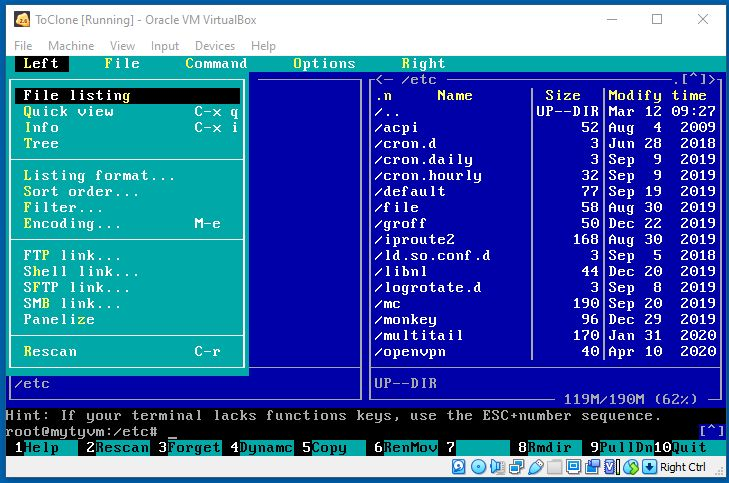 ToClone [Running] - Oracle VM VirtualBox
File Machine View Input Devices Help
Left File Command Options Right
File listing
Quick view C-x q
Info C-x i
Tree
Listing format...
Sort order...
Filter...
Encoding... M-e
FTP link...
Shell link...
SFTP link...
SMB link...
Panelize
Rescan C-r
/etc
<— /etc .[^]>
.n Name Size Modify time
/.. UP--DIR Mar 12 09:27
/acpi 52 Aug 4 2009
/cron.d 3 Jun 28 2018
/cron.daily 3 Sep 9 2019
/cron.hourly 32 Sep 9 2019
/default 77 Sep 19 2019
/file 58 Aug 30 2019
/groff 50 Dec 22 2019
/iproute2 168 Aug 30 2019
/ld.so.conf.d 3 Sep 5 2018
/libnl 44 Dec 20 2019
/logrotate.d 3 Sep 8 2019
/mc 190 Sep 20 2019
/monkey 96 Dec 29 2019
/multitail 170 Jan 31 2020
/openvpn 40 Apr 10 2020
UP--DIR
119M/190M (62%)
Hint: If your terminal lacks functions keys, use the ESC+number sequence.
root@mytyvm:/etc# _ [^]
1Help 2Rescan 3Forget 4Dynamc 5Copy 6RenMov 7 8Rmdir 9PullDn 10Quit
Right Ctrl